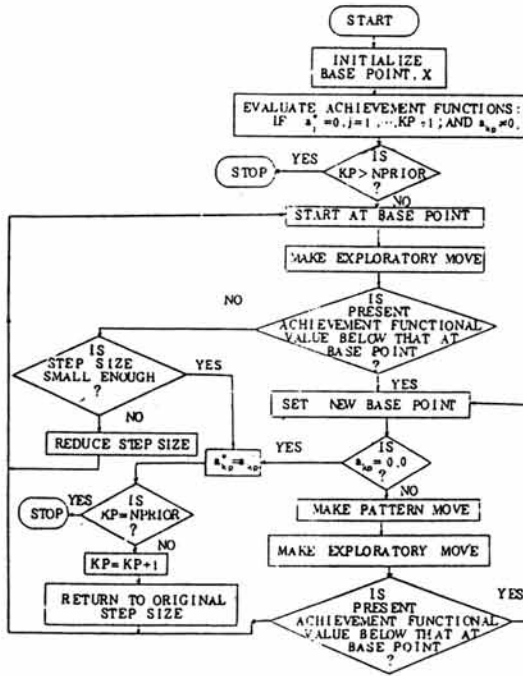 START
INITIALIZE
BASE POINT, X
EVALUATE ACHIEVEMENT FUNCTIONS:
IF a*j =0,j=1 ,...,KP -1 ; AND akp ≠0.
YES
IS
KP> NPRIOR
?
STOP
NO
START AT BASE POINT
MAKE EXPLORATORY MOVE
NO
IS
PRESENT
ACHIEVEMENT FUNCTIONAL
VALUE BELOW THAT AT
BASE POINT
?
IS
STEP SIZE
SMALL ENOUGH
?
YES
YES
SET NEW BASE POINT
NO
REDUCE STEP SIZE
a*kp=akp
YES
IS
akp= 0.0
?
NO
STOP
YES
IS
KP=NPRIOR
?
MAKE PATTERN MOVE
NO
KP= KP+1
MAKE EXPLORATORY MOVE
RETURN TO ORIGINAL
STEP SIZE
IS
PRESENT
ACHIEVEMENT FUNCTIONAL
VALUE BELOW THAT AT
BASE POINT
?
YES